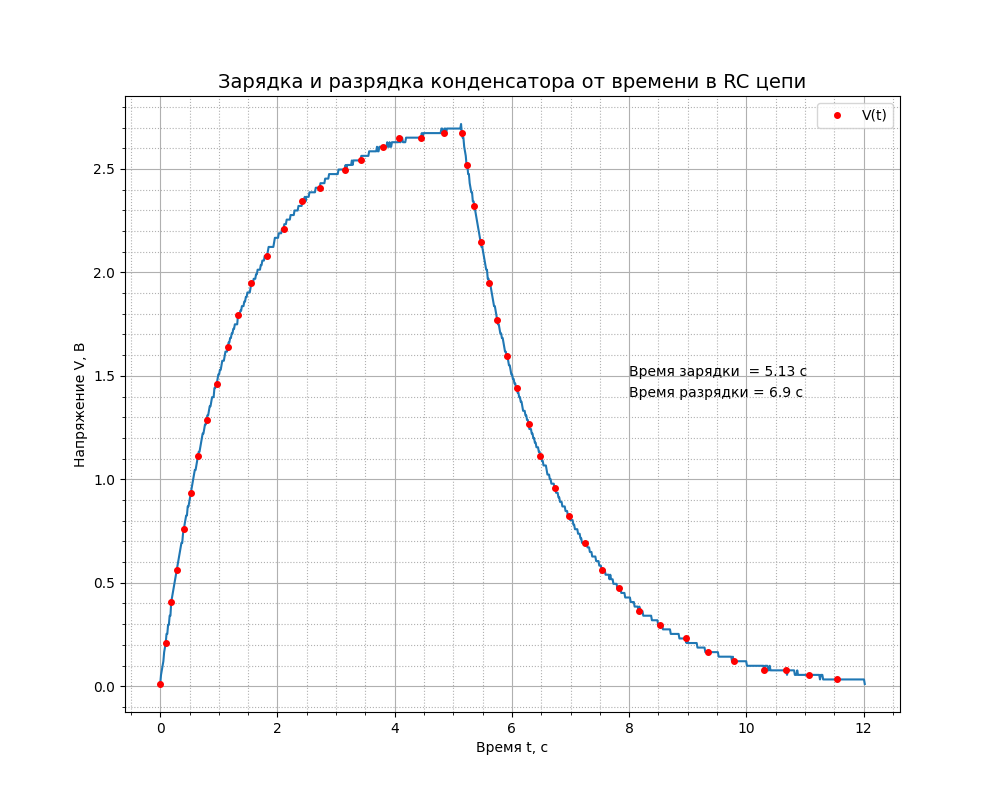 Зарядка и разрядка конденсатора от времени в RC цепи
V(t)
2.5
2.0
1.5
1.0
0.5
0.0
Напряжение V, В
Время зарядки  = 5.13 с
Время разрядки = 6.9 с
0 2 4 6 8 10 12
Время t, с